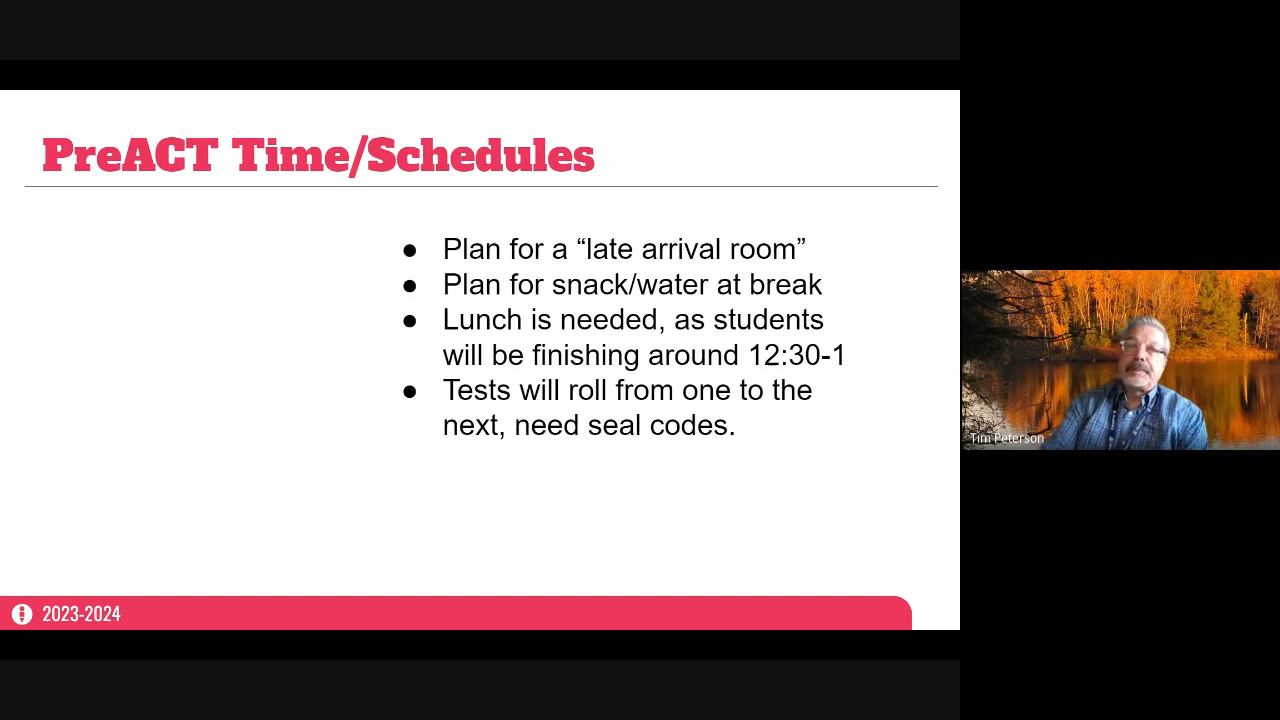 PreACT Time/Schedules
● Plan for a “late arrival room”
● Plan for snack/water at break
● Lunch is needed, as students
will be finishing around 12:30-1
● Tests will roll from one to the
next, need seal codes.
Tim Peterson
2023-2024